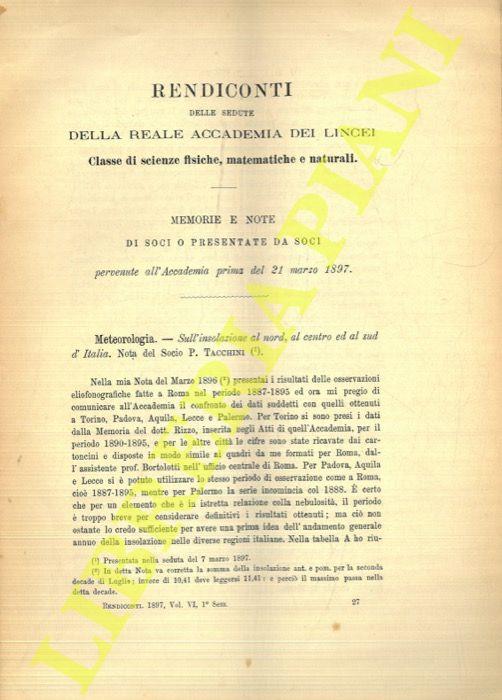 RENDICONTI
DELLE SEDUTE
DELLA REALE ACCADEMIA DEI LINCEI
Classe di scienze fisiche, matematiche e naturali.
MEMORIE E NOTE
DI SOCI O PRESENTATE DA SOCI
pervenute all'Accademia prima del 21 marzo 1897.
Meteorologia. — Sull'insolazione al nord, al centro ed al sud
d'Italia. Nota del Socio P. TACCHINI (¹).
Nella mia Nota del Marzo 1896 (²) presentai i risultati delle osservazioni
eliofonografiche fatte a Roma nel periodo 1887-1895 ed ora mi pregio di
comunicare all'Accademia il confronto dei dati suddetti con quelli ottenuti
a Torino, Padova, Aquila, Lecce e Palermo. Per Torino si sono presi i dati
dalla Memoria del dott. Rizzo, inserita negli Atti di quell'Accademia, per il
periodo 1890-1895, e per le altre città le cifre sono state ricavate dai car-
toncini e disposte in modo simile ai quadri da me formati per Roma, dal-
l'assistente prof. Bortolotti nell'ufficio centrale di Roma. Per Padova, Aquila
e Lecce si è potuto utilizzare lo stesso periodo di osservazione come a Roma,
cioè 1887-1895, mentre per Palermo la serie incomincia col 1888. È certo
che per un elemento che è in istretta relazione colla nebulosità, il periodo
è troppo breve per considerare definitivi i risultati ottenuti; ma ciò non
ostante lo credo sufficiente per avere una prima idea dell'andamento generale
annuo della insolazione nelle diverse regioni italiane. Nella tabella A ho riu-
(¹) Presentata nella seduta del 7 marzo 1897.
(²) In detta Nota va corretta la somma della insolazione ant. e pom. per la seconda
decade di Luglio; invece di 10,41 deve leggersi 11,41: e perciò il massimo passa nella
detta decade.
RENDICONTI. 1897, VOL. VI, 1° Sem.
27
LIBRERIA PIANI